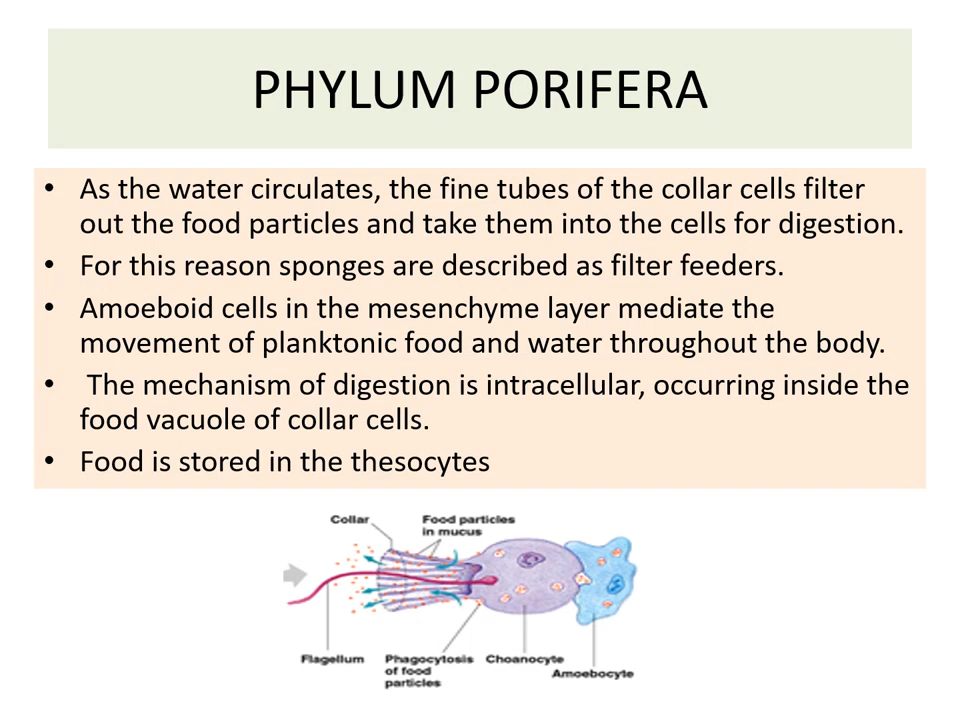 PHYLUM PORIFERA
• As the water circulates, the fine tubes of the collar cells filter
out the food particles and take them into the cells for digestion.
• For this reason sponges are described as filter feeders.
• Amoeboid cells in the mesenchyme layer mediate the
movement of planktonic food and water throughout the body.
• The mechanism of digestion is intracellular, occurring inside the
food vacuole of collar cells.
• Food is stored in the thesocytes
Collar
Food particles
in mucus
Flagellum
Phagocytosis
of food
particles
Choanocyte
Amoebocyte